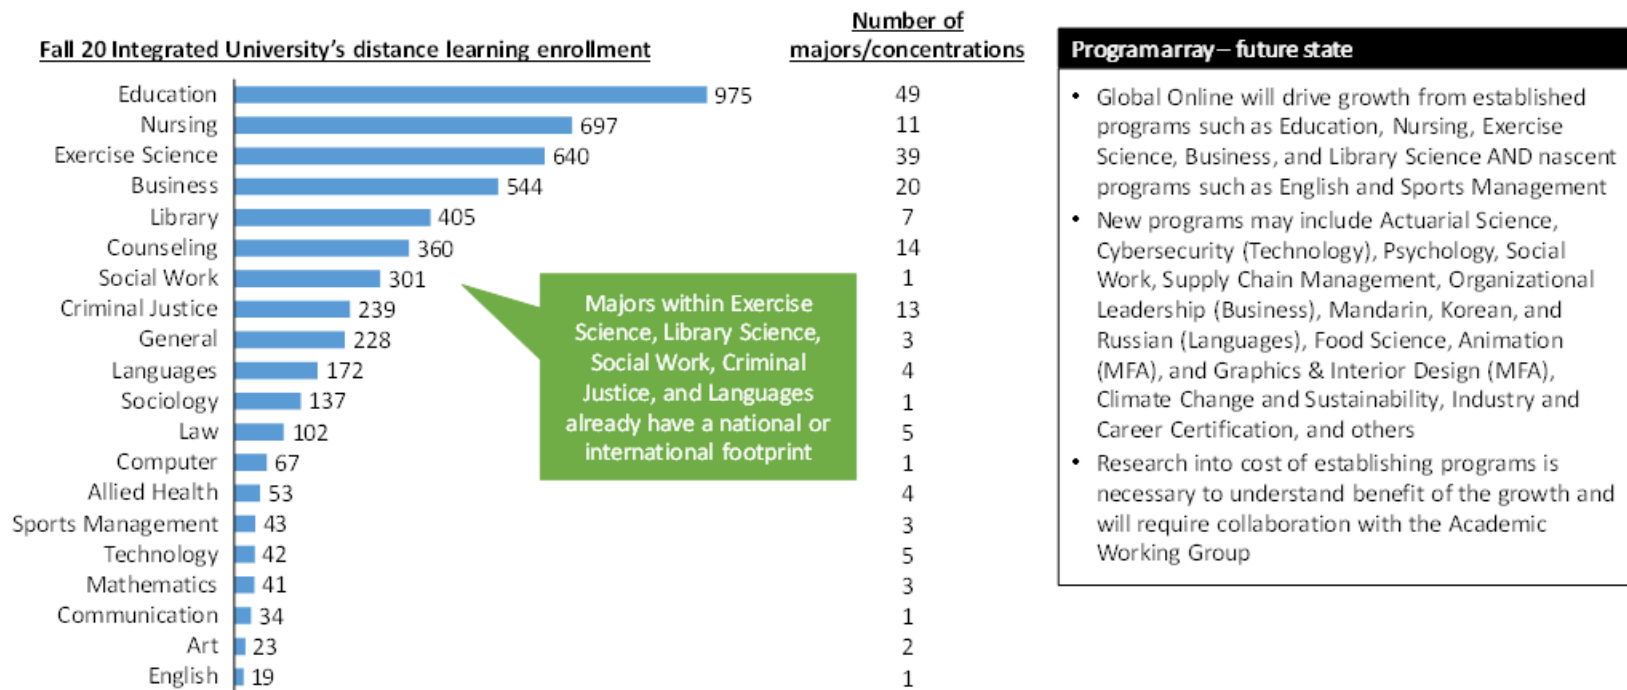 Fall 20 Integrated University's distance learning enrollment
Number of
majors/concentrations
Education 975 49
Nursing 697 11
Exercise Science 640 39
Business 544 20
Library 405 7
Counseling 360 14
Social Work 301 1
Criminal Justice 239 13
General 228 3
Languages 172 4
Sociology 137 1
Law 102 5
Computer 67 1
Allied Health 53 4
Sports Management 43 3
Technology 42 5
Mathematics 41 3
Communication 34 1
Art 23 2
English 19 1
Majors within Exercise
Science, Library Science,
Social Work, Criminal
Justice, and Languages
already have a national or
international footprint
Program array – future state
• Global Online will drive growth from established
programs such as Education, Nursing, Exercise
Science, Business, and Library Science AND nascent
programs such as English and Sports Management
• New programs may include Actuarial Science,
Cybersecurity (Technology), Psychology, Social
Work, Supply Chain Management, Organizational
Leadership (Business), Mandarin, Korean, and
Russian (Languages), Food Science, Animation
(MFA), and Graphics & Interior Design (MFA),
Climate Change and Sustainability, Industry and
Career Certification, and others
• Research into cost of establishing programs is
necessary to understand benefit of the growth and
will require collaboration with the Academic
Working Group